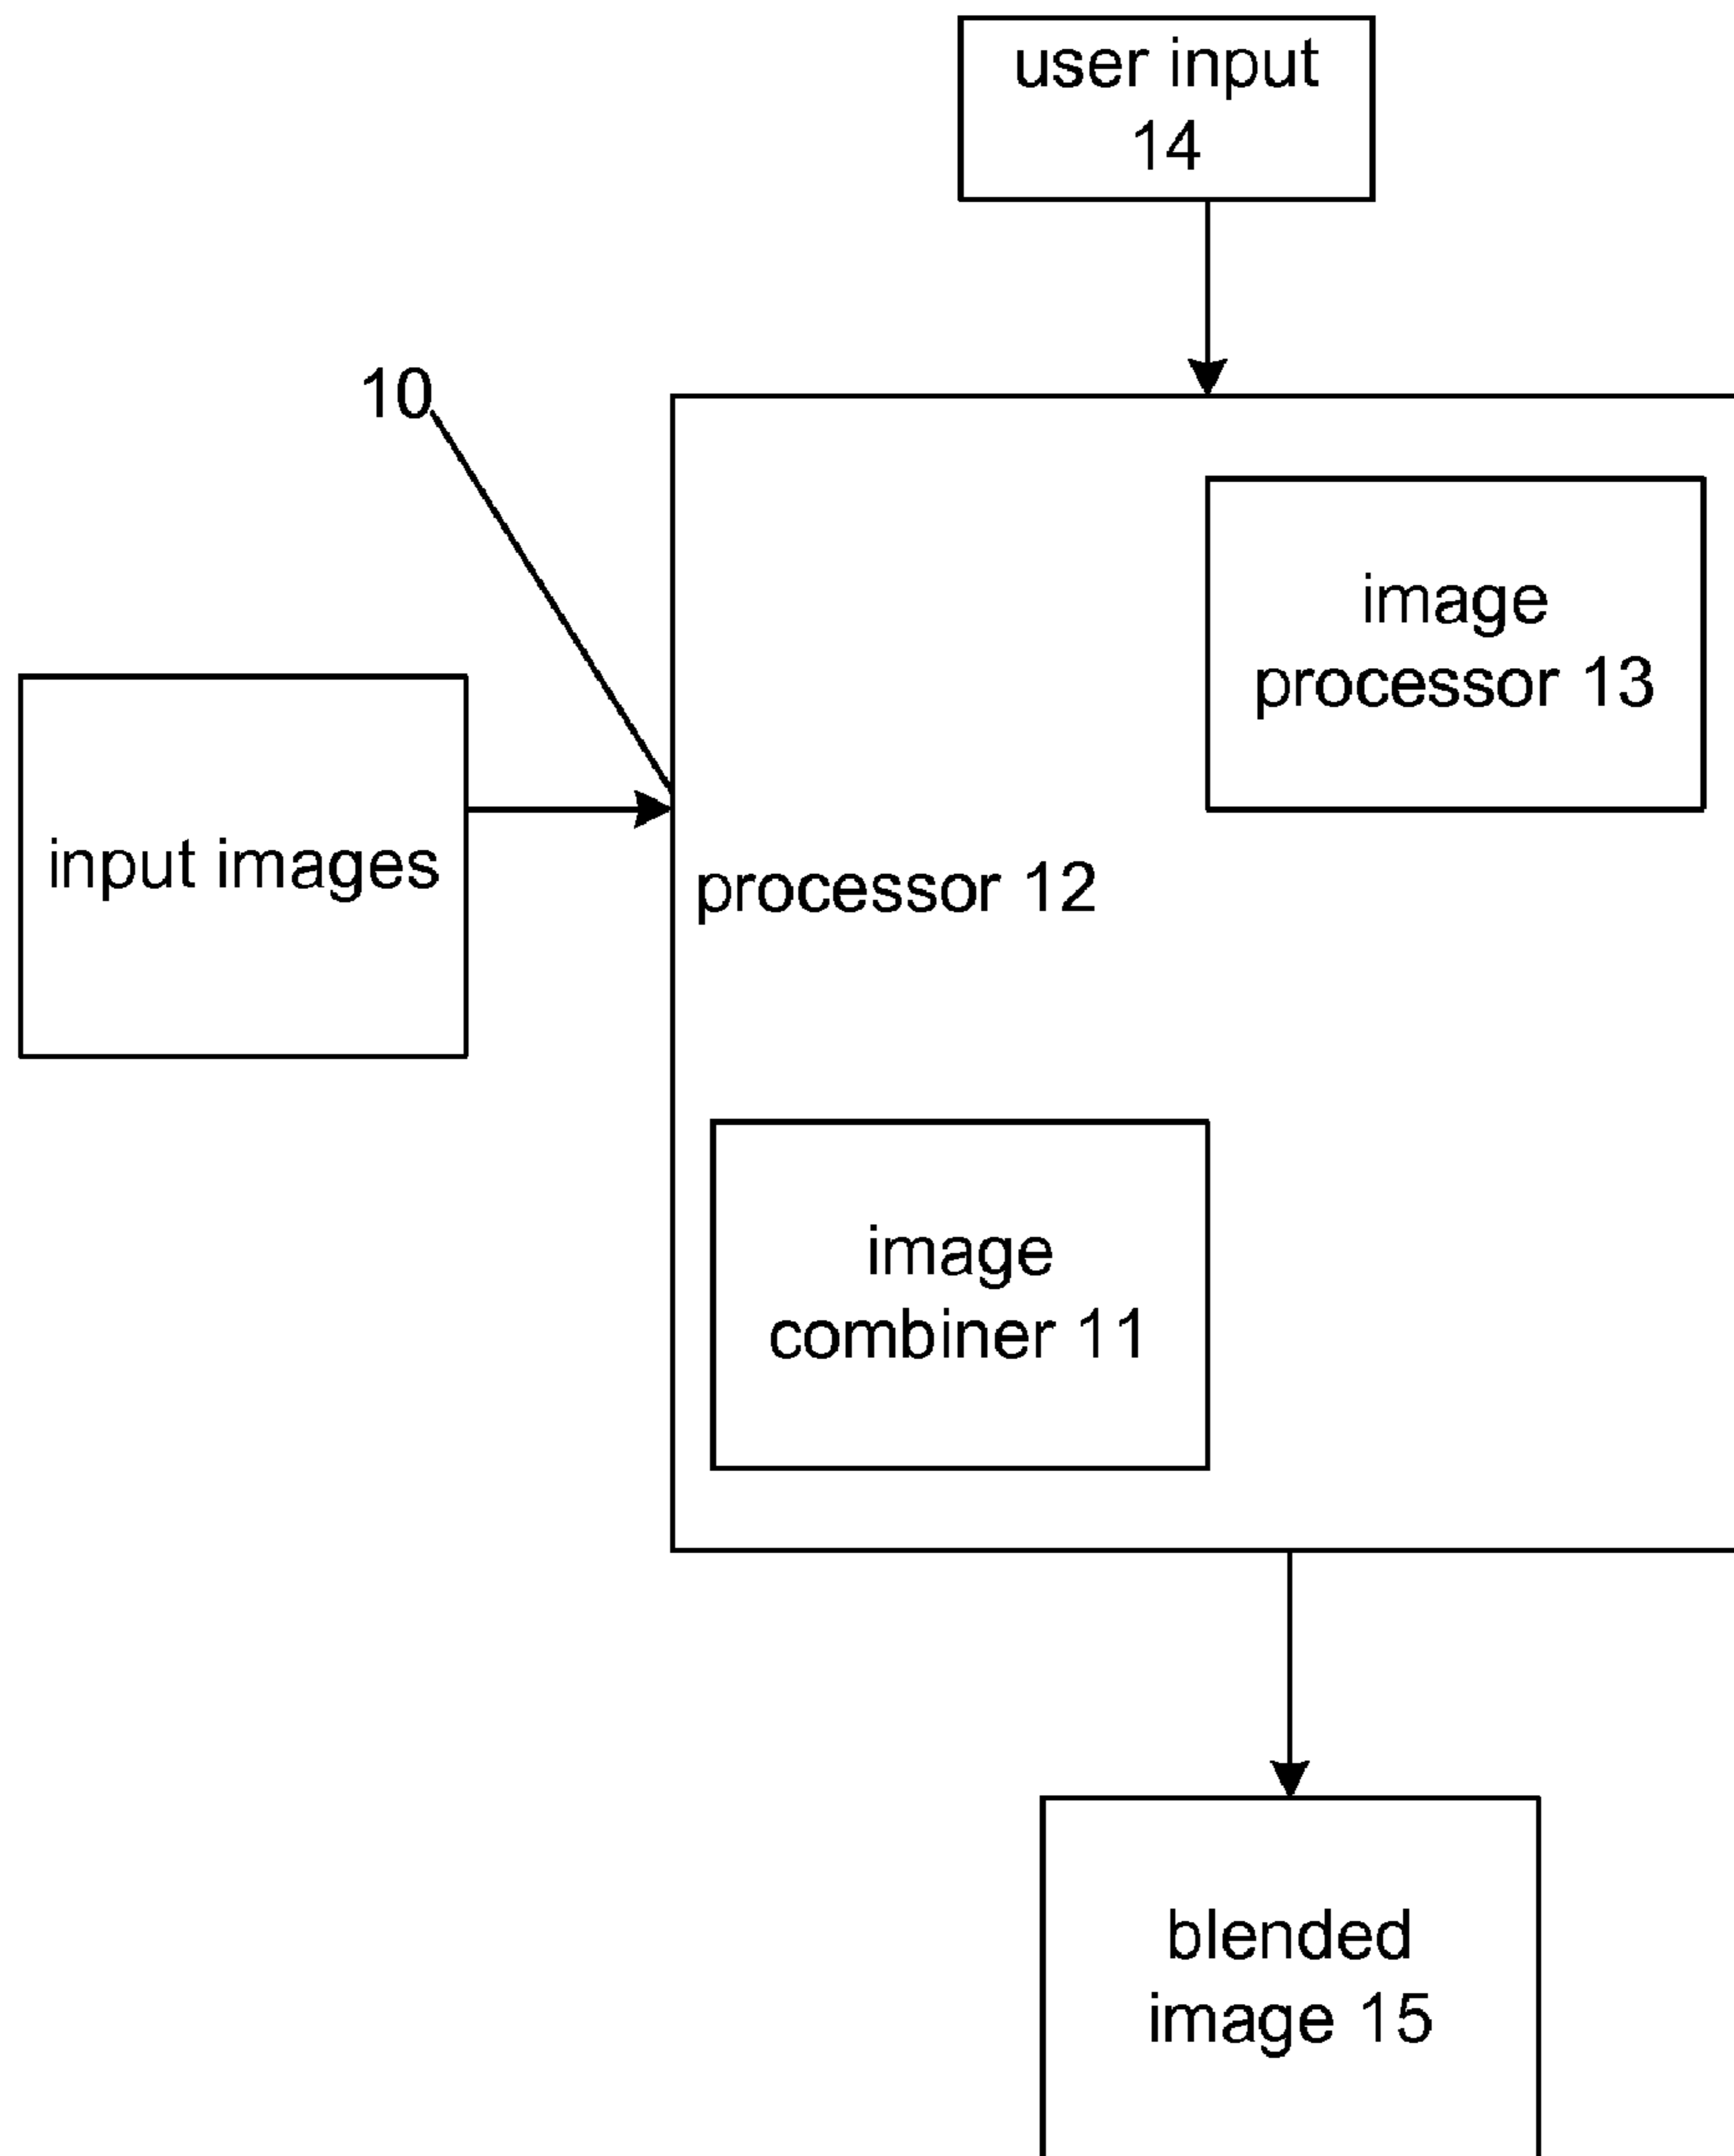 user input
14
10
image
processor 13
input images
processor 12
image
combiner 11
blended
image 15